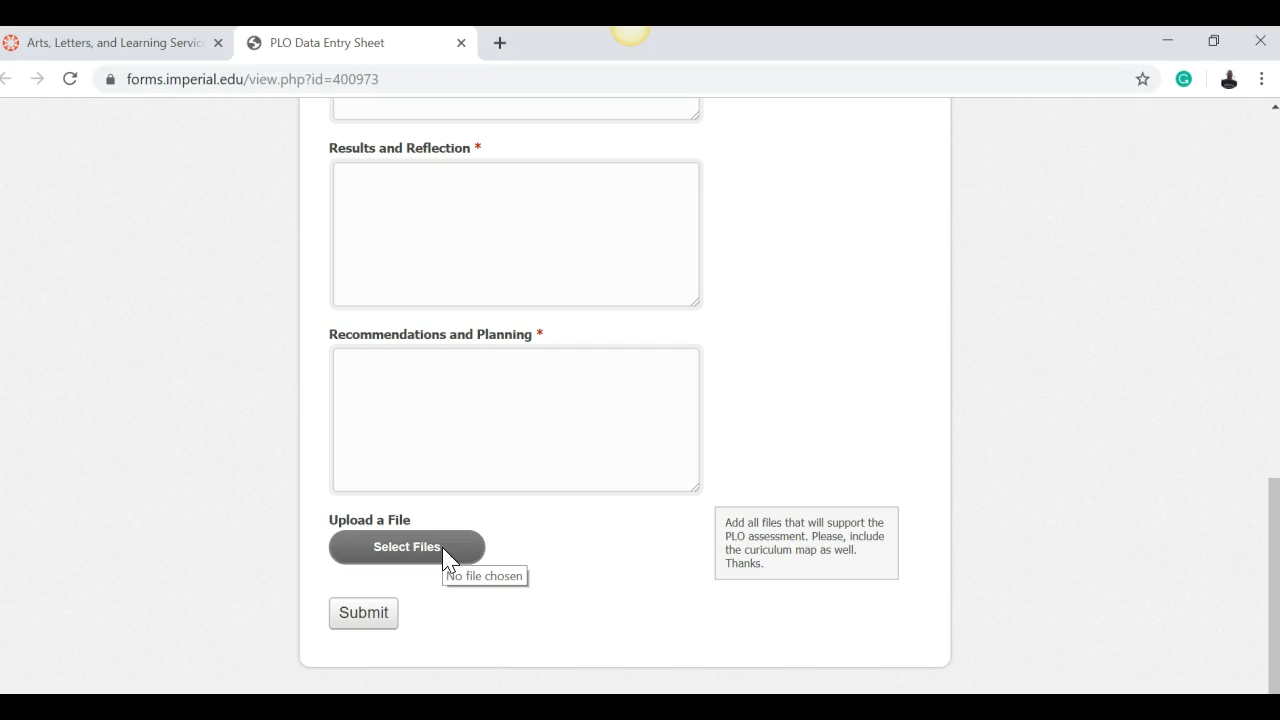 Arts, Letters, and Learning Servic
PLO Data Entry Sheet
forms.imperial.edu/view.php?id=400973
Results and Reflection *
Recommendations and Planning *
Upload a File
Select Files
No file chosen
Add all files that will support the
PLO assessment. Please, include
the curiculum map as well.
Thanks.
Submit